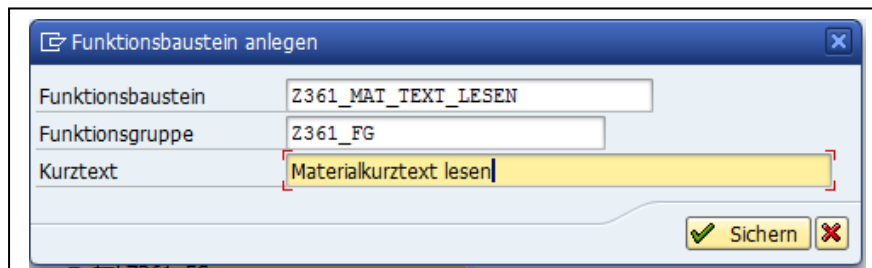 Funktionsbaustein anlegen
Funktionsbaustein Z361_MAT_TEXT_LESEN
Funktionsgruppe Z361_FG
Kurztext Materialkurztext lesen
Sichern